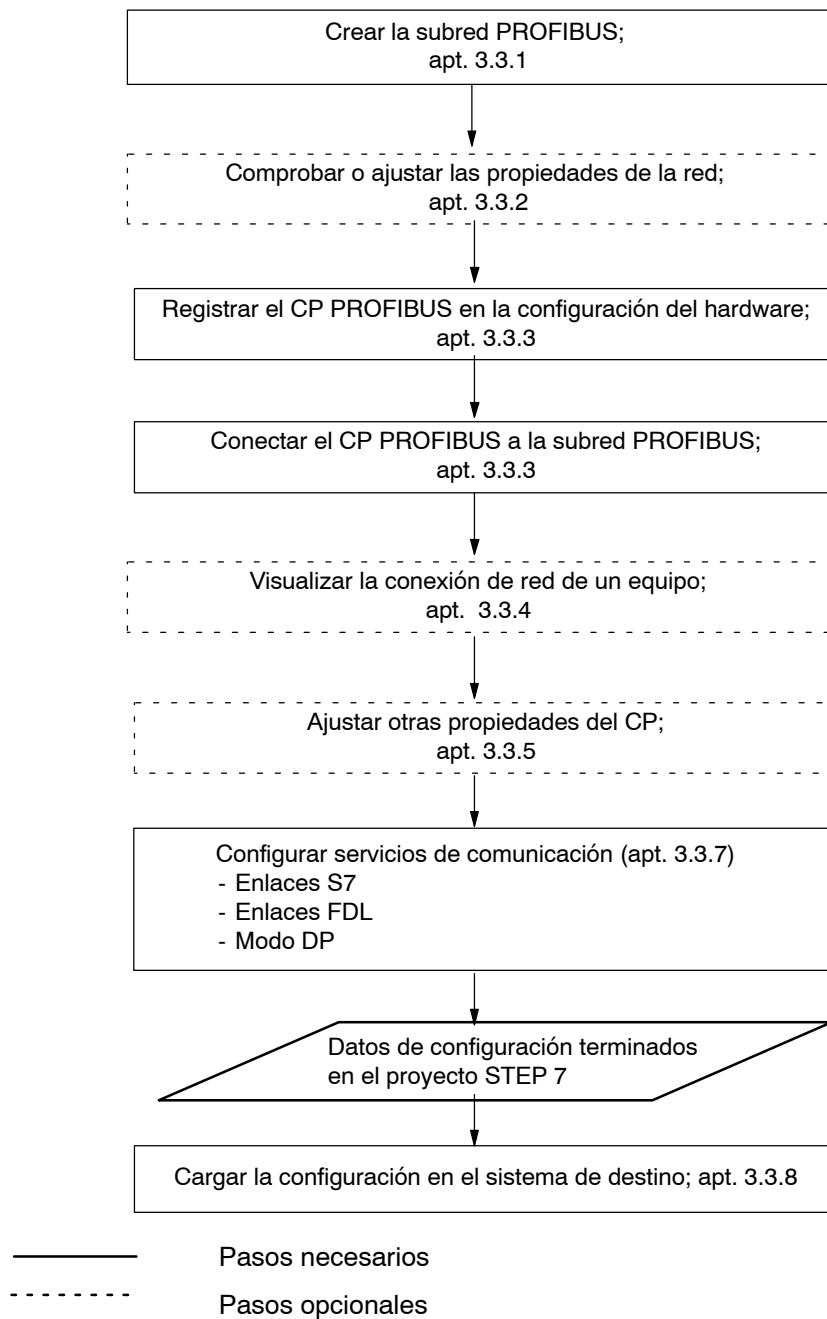 Crear la subred PROFIBUS;
apt. 3.3.1
Comprobar o ajustar las propiedades de la red;
apt. 3.3.2
Registrar el CP PROFIBUS en la configuración del hardware;
apt. 3.3.3
Conectar el CP PROFIBUS a la subred PROFIBUS;
apt. 3.3.3
Visualizar la conexión de red de un equipo;
apt. 3.3.4
Ajustar otras propiedades del CP;
apt. 3.3.5
Configurar servicios de comunicación (apt. 3.3.7)
- Enlaces S7
- Enlaces FDL
- Modo DP
Datos de configuración terminados
en el proyecto STEP 7
Cargar la configuración en el sistema de destino; apt. 3.3.8
Pasos necesarios
Pasos opcionales